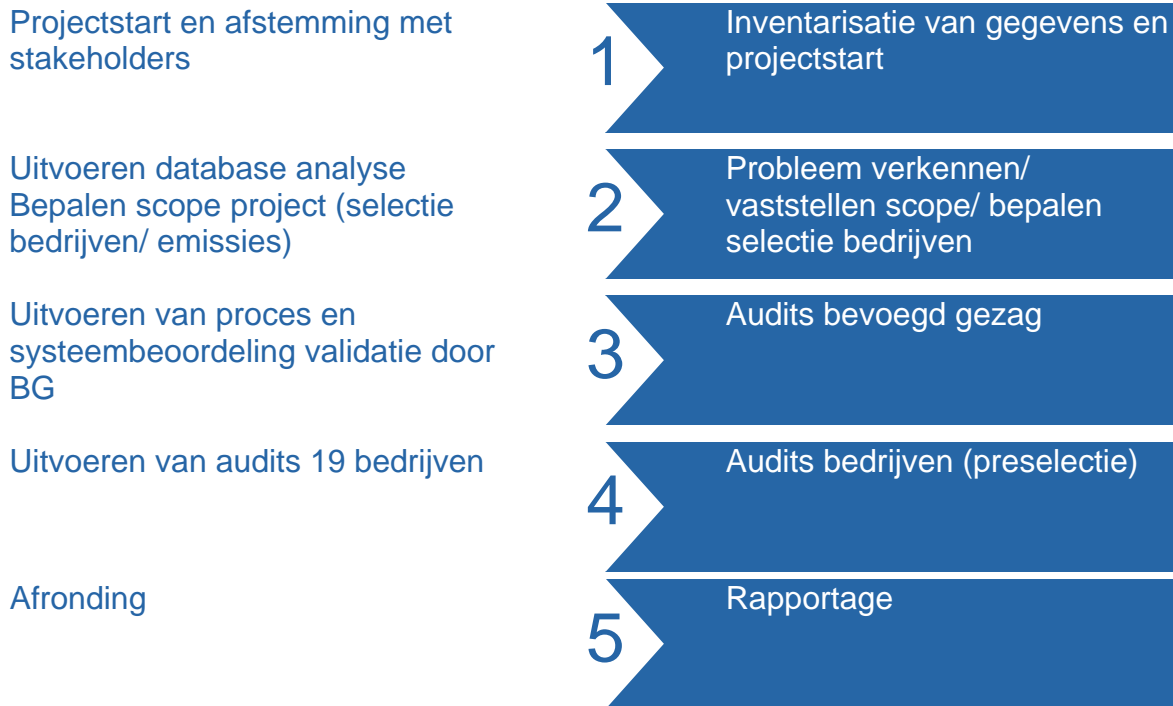 Projectstart en afstemming met
stakeholders
1
Inventarisatie van gegevens en
projectstart
Uitvoeren database analyse
Bepalen scope project (selectie
bedrijven/ emissies)
2
Probleem verkennen/
vaststellen scope/ bepalen
selectie bedrijven
Uitvoeren van proces en
systeembeoordeling validatie door
BG
3
Audits bevoegd gezag
Uitvoeren van audits 19 bedrijven
4
Audits bedrijven (preselectie)
Afronding
5
Rapportage